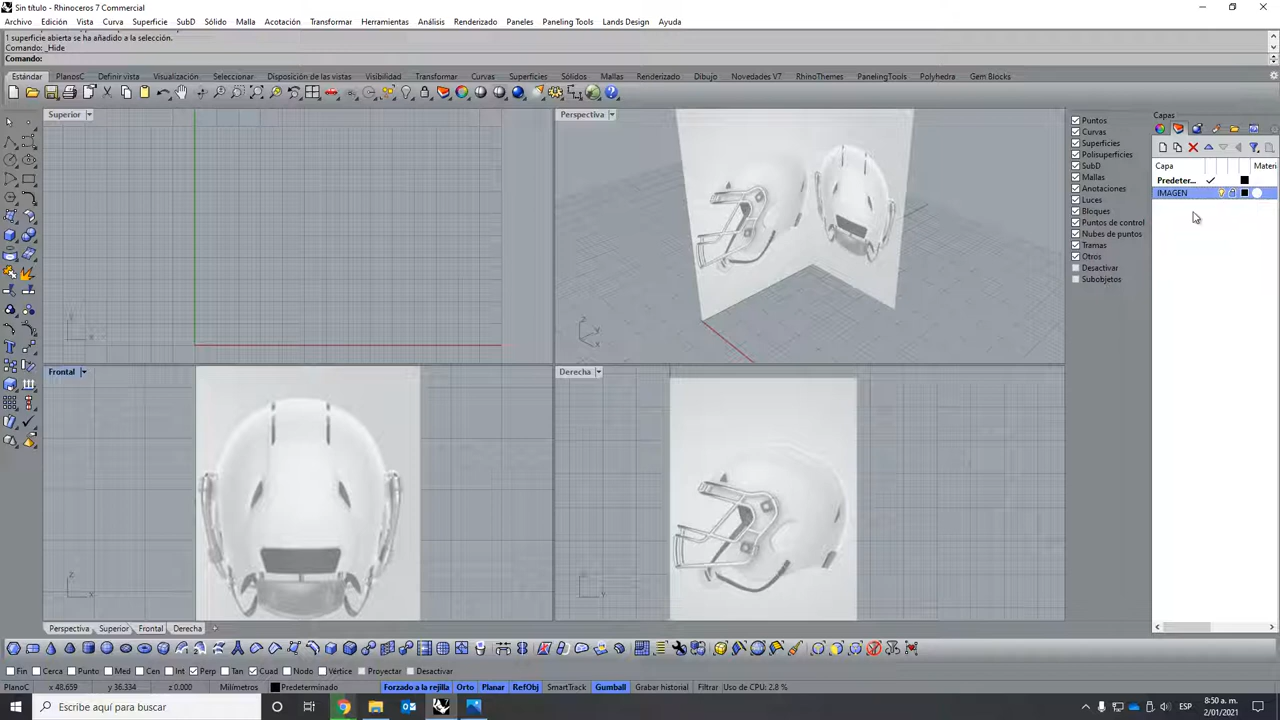 Sin título - Rhinoceros 7 Commercial
Archivo Edición Vista Curva Superficie SubD Sólido Malla Acotación Transformar Herramientas Análisis Renderizado Paneles Paneling Tools Lands Design Ayuda
1 superficie abierta se ha añadido a la selección.
Comando: _Hide
Comando:
Estándar PlanosC Definir vista Visualización Seleccionar Disposición de las vistas Visibilidad Transformar Curvas Superficies Sólidos Mallas Renderizado Dibujo Novedades V7 RhinoThemes PanelingTools Polyhedra Gem Blocks
Superior
Perspectiva
Frontal
Derecha
Puntos
Curvas
Superficies
Polisuperficies
SubD
Mallas
Anotaciones
Luces
Bloques
Puntos de control
Nubes de puntos
Tramas
Otros
Desactivar
Subobjetos
Capas
Capa Materi
Predeter...
IMAGEN
z x
z y
x
Perspectiva Superior Frontal Derecha
Fin Cerca Punto Med Cen Int Perp Tan Cuad Nodo Vértice Proyectar Desactivar
PlanoC x 48.659 y 36.334 z 0.000 Milímetros Predeterminado Forzado a la rejilla Orto Planar RefObj SmartTrack Gumball Grabar historial Filtrar Uso de CPU: 2.8 %
Escribe aquí para buscar
ESP
8:50 a. m.
2/01/2021